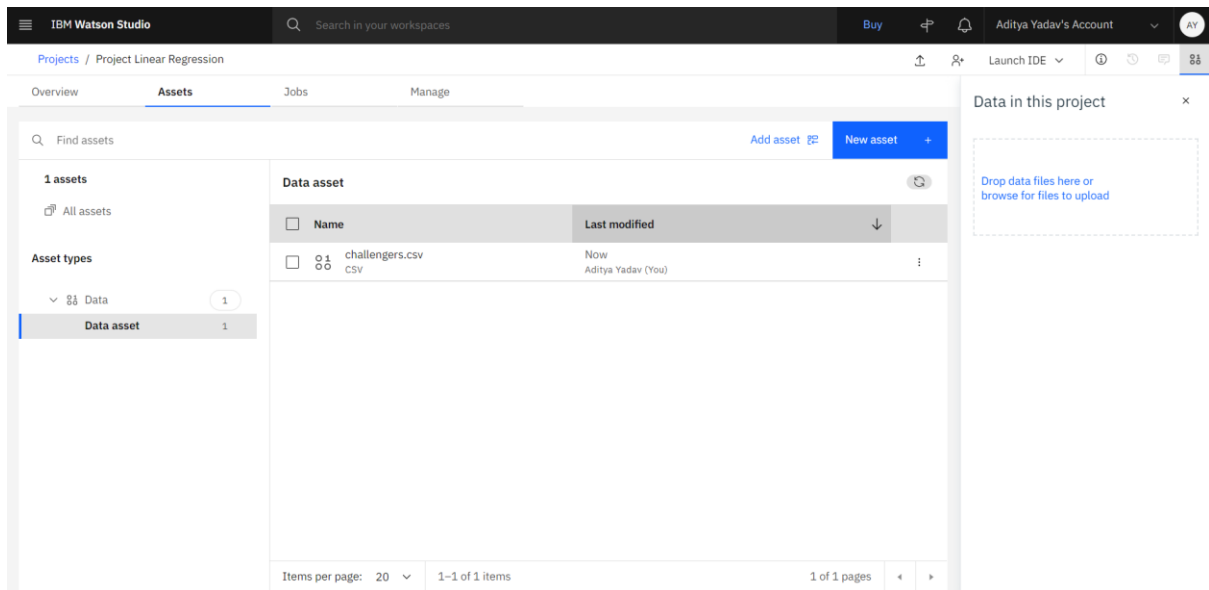 IBM Watson Studio
Search in your workspaces
Buy
Aditya Yadav's Account
AY
Projects / Project Linear Regression
Launch IDE
Overview
Assets
Jobs
Manage
Data in this project
Find assets
Add asset
New asset +
Drop data files here or
browse for files to upload
1 assets
All assets
Asset types
Data 1
Data asset 1
Data asset
Name
Last modified
challengers.csv
CSV
Now
Aditya Yadav (You)
Items per page: 20
1–1 of 1 items
1 of 1 pages